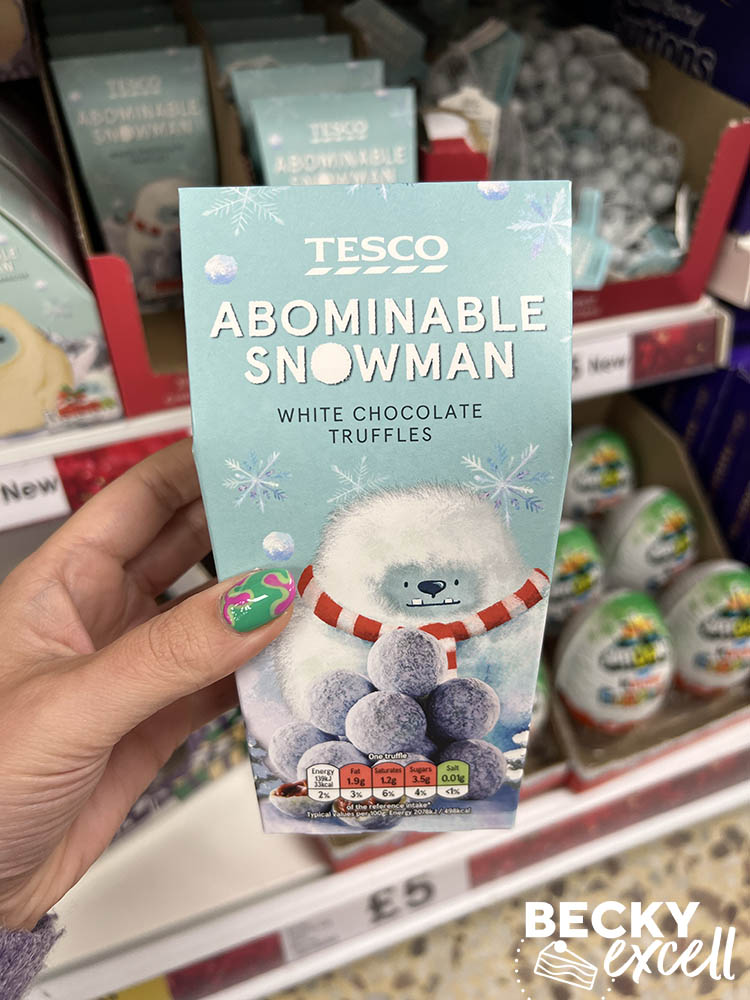 TESCO
ABOMINABLE
SNOWMAN
TESCO
ABOMINABLE
SNOWMAN
buttons
TESCO
ABOMINABLE
SNOWMAN
WHITE CHOCOLATE
TRUFFLES
New
New
One truffle
Energy Fat Saturates Sugars Salt
139kJ 1.9g 1.2g 3.5g 0.01g
33kcal
2% 3% 6% 4% <1%
of the reference intake*
Typical values per 100g: Energy 2078kJ / 498kcal
£5
BECKY
excell